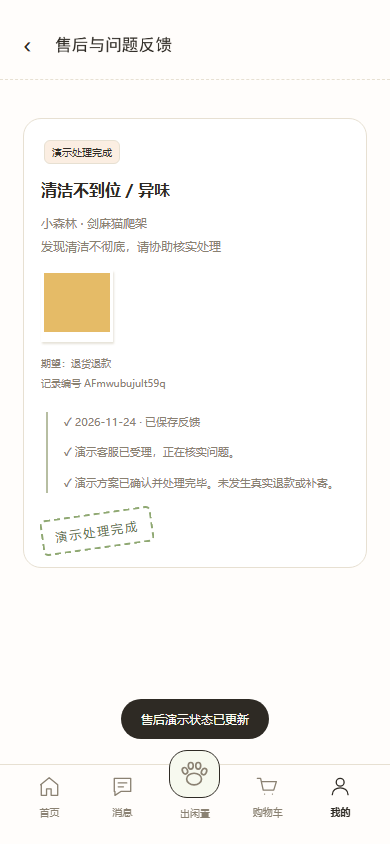 售后与问题反馈
演示处理完成
清洁不到位 / 异味
小森林 · 剑麻猫爬架
发现清洁不彻底，请协助核实处理
期望：退货退款
记录编号 AFmwubujult59q
✓ 2026-11-24 · 已保存反馈
✓ 演示客服已受理，正在核实问题。
✓ 演示方案已确认并处理完毕。未发生真实退款或补寄。
演示处理完成
售后演示状态已更新
首页
消息
出闲置
购物车
我的